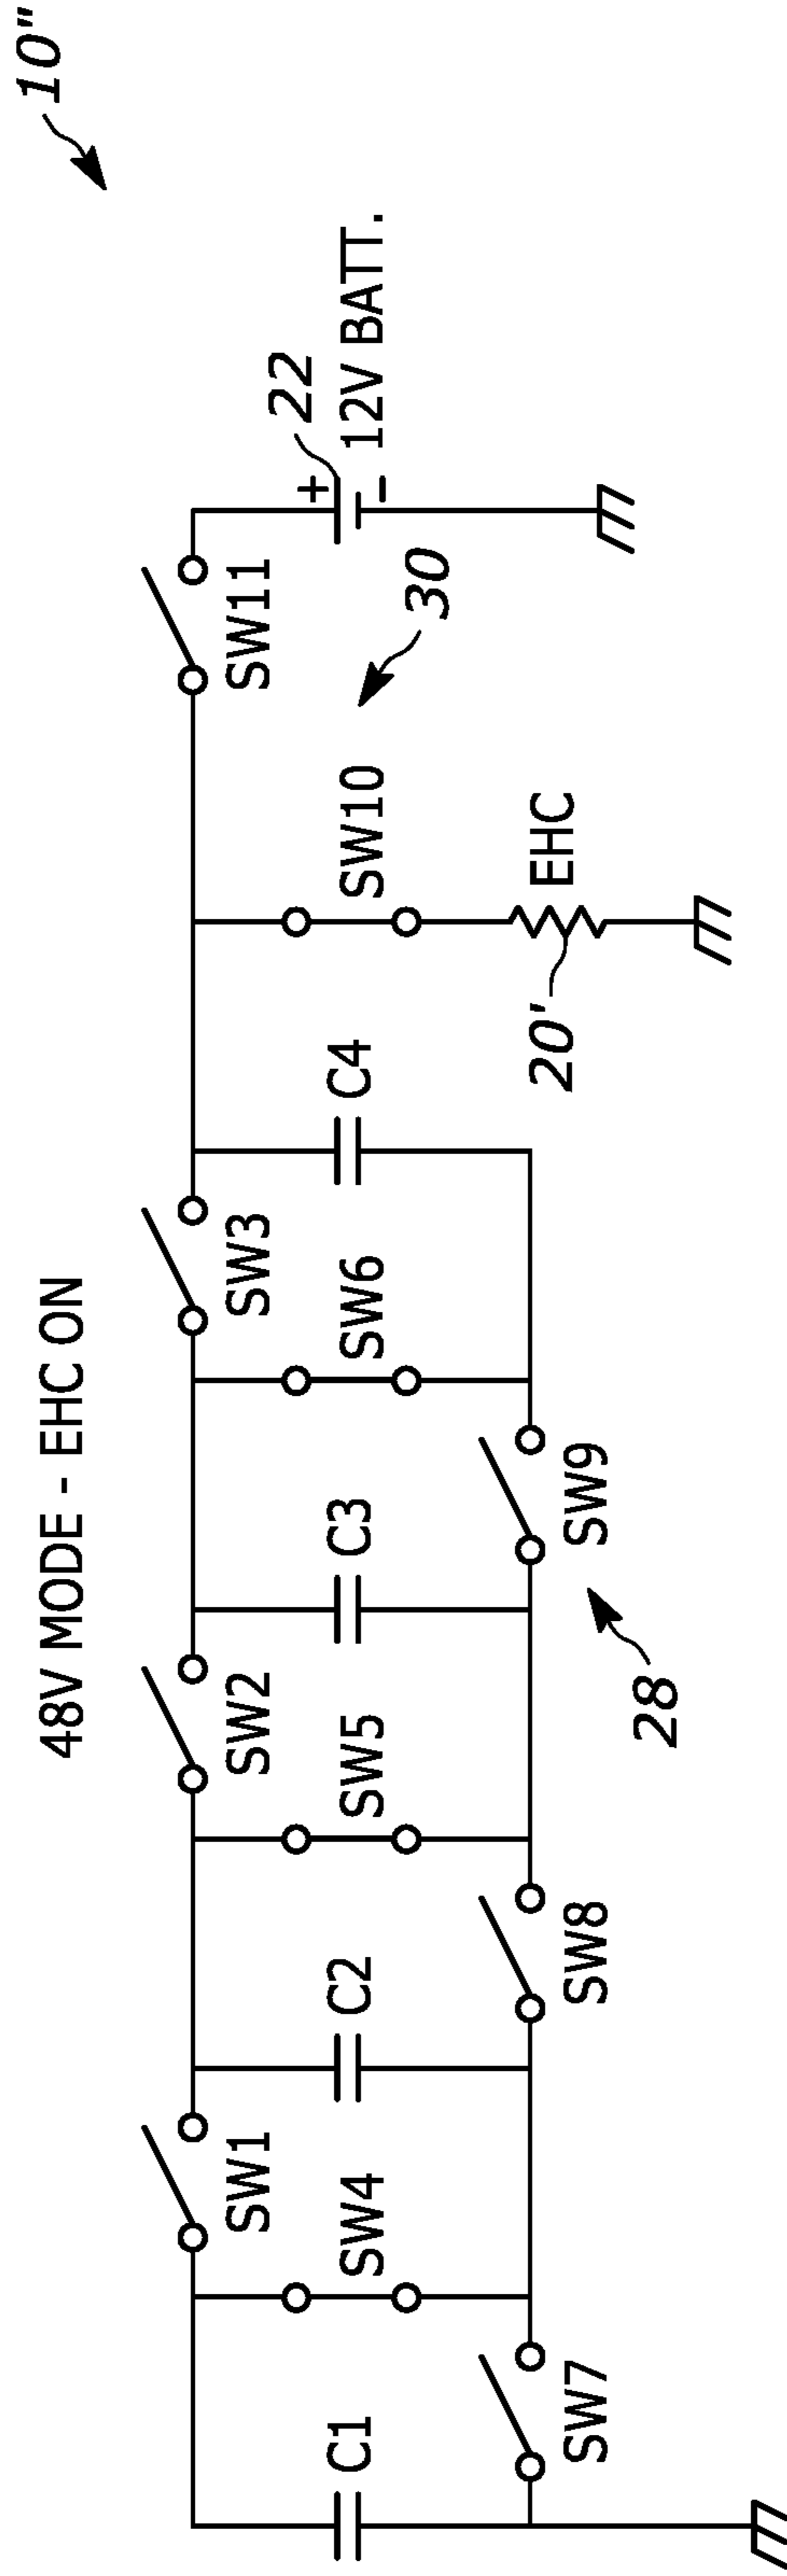 10"
48V MODE - EHC ON
SW1
SW2
SW3
SW11
22
C1
SW4
C2
SW5
C3
SW6
C4
SW10
+
-
12V BATT.
30
SW7
SW8
SW9
20'
EHC
28